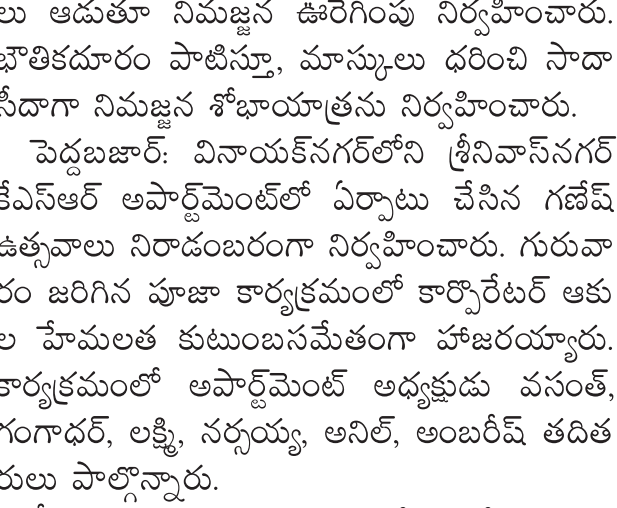 లు ఆడుతూ నిమజ్జన ఊరేగింపు నిర్వహించారు.
భౌతికదూరం పాటిస్తూ, మాస్కులు ధరించి సాదా
సీదాగా నిమజ్జన శోభాయాత్రను నిర్వహించారు.
పెద్దబజార్: వినాయక్‌నగర్‌లోని శ్రీనివాస్‌నగర్
కేఎస్ఆర్ అపార్ట్‌మెంట్‌లో ఏర్పాటు చేసిన గణేష్
ఉత్సవాలు నిరాడంబరంగా నిర్వహించారు. గురువా
రం జరిగిన పూజా కార్యక్రమంలో కార్పొరేటర్ ఆకు
ల హేమలత కుటుంబసమేతంగా హాజరయ్యారు.
కార్యక్రమంలో అపార్ట్‌మెంట్ అధ్యక్షుడు వసంత్,
గంగాధర్, లక్ష్మి, నర్సయ్య, అనిల్, అంబరీష్ తదిత
రులు పాల్గొన్నారు.